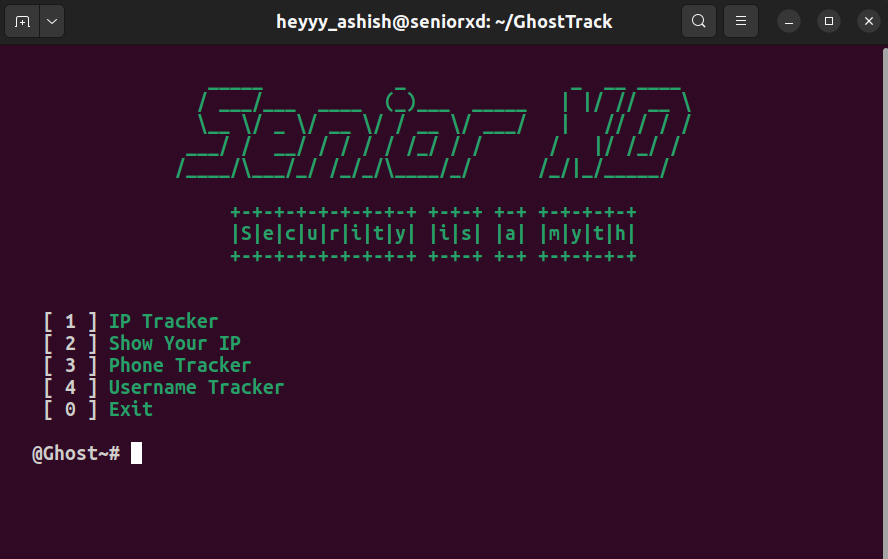 heyyy_ashish@seniorxd: ~/GhostTrack
Senior XD
+-+-+-+-+-+-+-+-+ +-+-+ +-+ +-+-+-+-+
|S|e|c|u|r|i|t|y| |i|s| |a| |m|y|t|h|
+-+-+-+-+-+-+-+-+ +-+-+ +-+ +-+-+-+-+
[ 1 ] IP Tracker
[ 2 ] Show Your IP
[ 3 ] Phone Tracker
[ 4 ] Username Tracker
[ 0 ] Exit
@Ghost~#